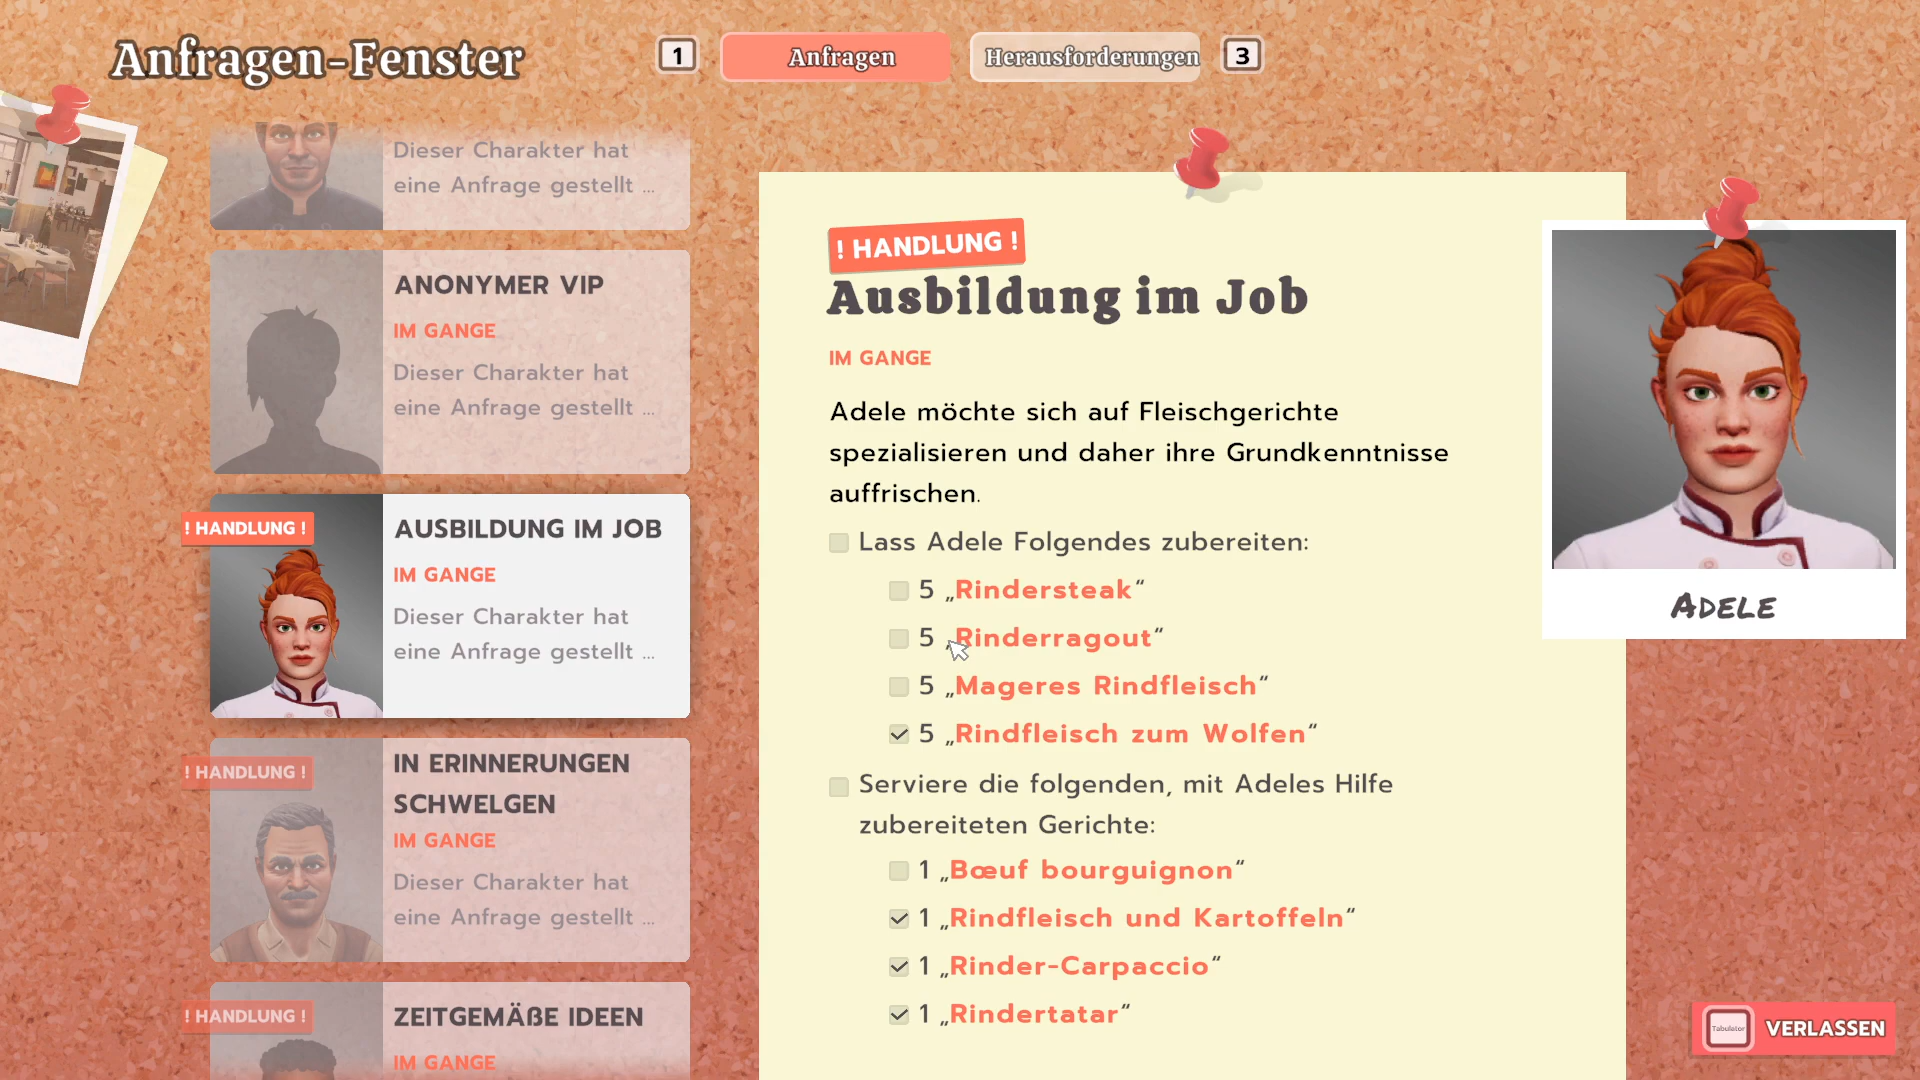 Anfragen-Fenster
1
Anfragen
Herausforderungen
3
Dieser Charakter hat
eine Anfrage gestellt ...
ANONYMER VIP
IM GANGE
Dieser Charakter hat
eine Anfrage gestellt ...
! HANDLUNG !
AUSBILDUNG IM JOB
IM GANGE
Dieser Charakter hat
eine Anfrage gestellt ...
! HANDLUNG !
IN ERINNERUNGEN
SCHWELGEN
IM GANGE
Dieser Charakter hat
eine Anfrage gestellt ...
! HANDLUNG !
ZEITGEMÄẞE IDEEN
IM GANGE
! HANDLUNG !
Ausbildung im Job
IM GANGE
Adele möchte sich auf Fleischgerichte
spezialisieren und daher ihre Grundkenntnisse
auffrischen.
Lass Adele Folgendes zubereiten:
5 „Rindersteak“
5 „Rinderragout“
5 „Mageres Rindfleisch“
5 „Rindfleisch zum Wolfen“
Serviere die folgenden, mit Adeles Hilfe
zubereiteten Gerichte:
1 „Bœuf bourguignon“
1 „Rindfleisch und Kartoffeln“
1 „Rinder-Carpaccio“
1 „Rindertatar“
ADELE
Tabulator
VERLASSEN